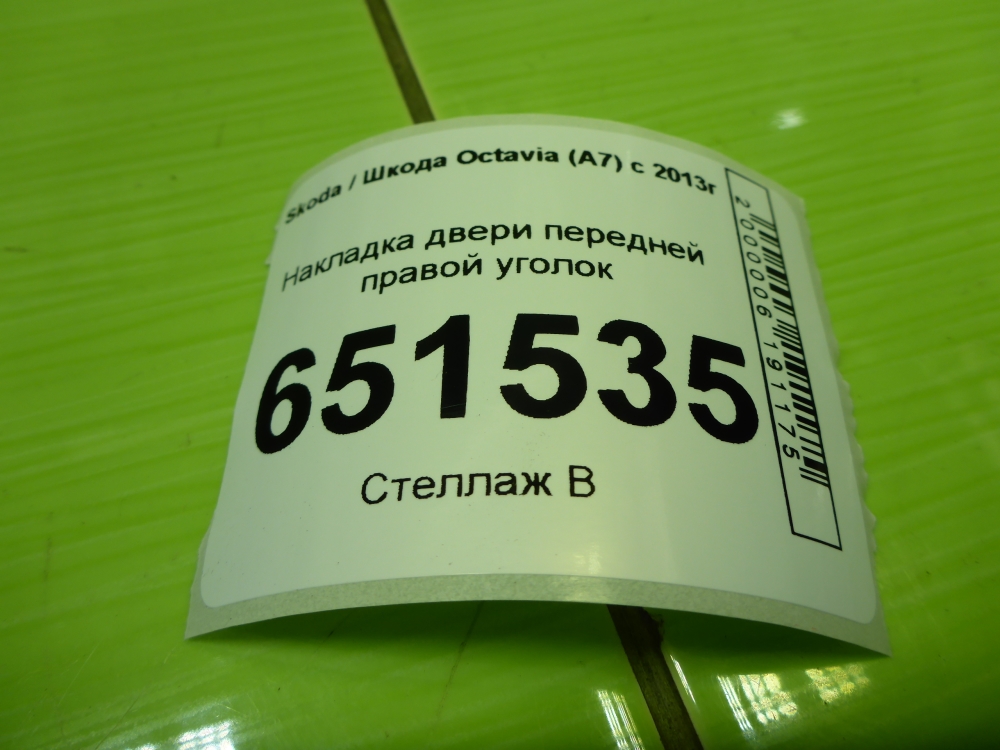 Skoda / Шкода Octavia (A7) с 2013г
Накладка двери передней
правой уголок
651535
Стеллаж В
2000006191175